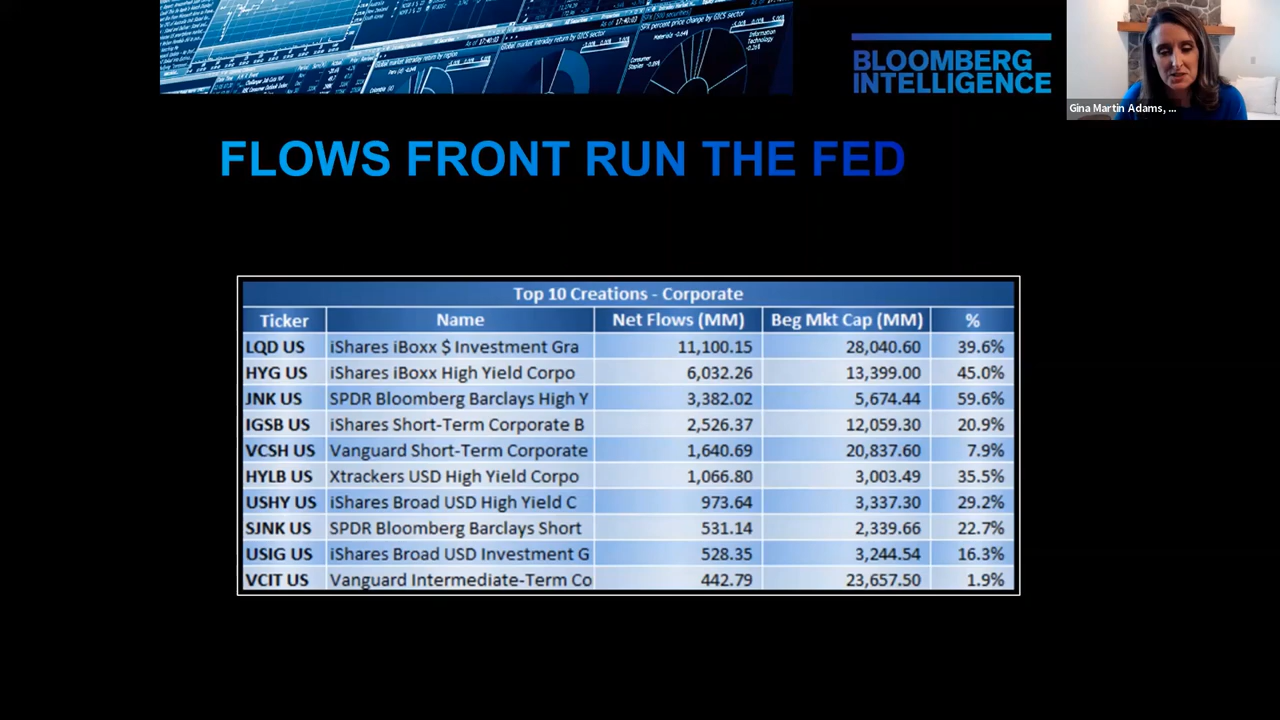 BLOOMBERG
INTELLIGENCE
Gina Martin Adams, ...
FLOWS FRONT RUN THE FED
Top 10 Creations - Corporate
Ticker Name Net Flows (MM) Beg Mkt Cap (MM) %
LQD US iShares iBoxx $ Investment Gra 11,100.15 28,040.60 39.6%
HYG US iShares iBoxx High Yield Corpo 6,032.26 13,399.00 45.0%
JNK US SPDR Bloomberg Barclays High Y 3,382.02 5,674.44 59.6%
IGSB US iShares Short-Term Corporate B 2,526.37 12,059.30 20.9%
VCSH US Vanguard Short-Term Corporate 1,640.69 20,837.60 7.9%
HYLB US Xtrackers USD High Yield Corpo 1,066.80 3,003.49 35.5%
USHY US iShares Broad USD High Yield C 973.64 3,337.30 29.2%
SJNK US SPDR Bloomberg Barclays Short 531.14 2,339.66 22.7%
USIG US iShares Broad USD Investment G 528.35 3,244.54 16.3%
VCIT US Vanguard Intermediate-Term Co 442.79 23,657.50 1.9%